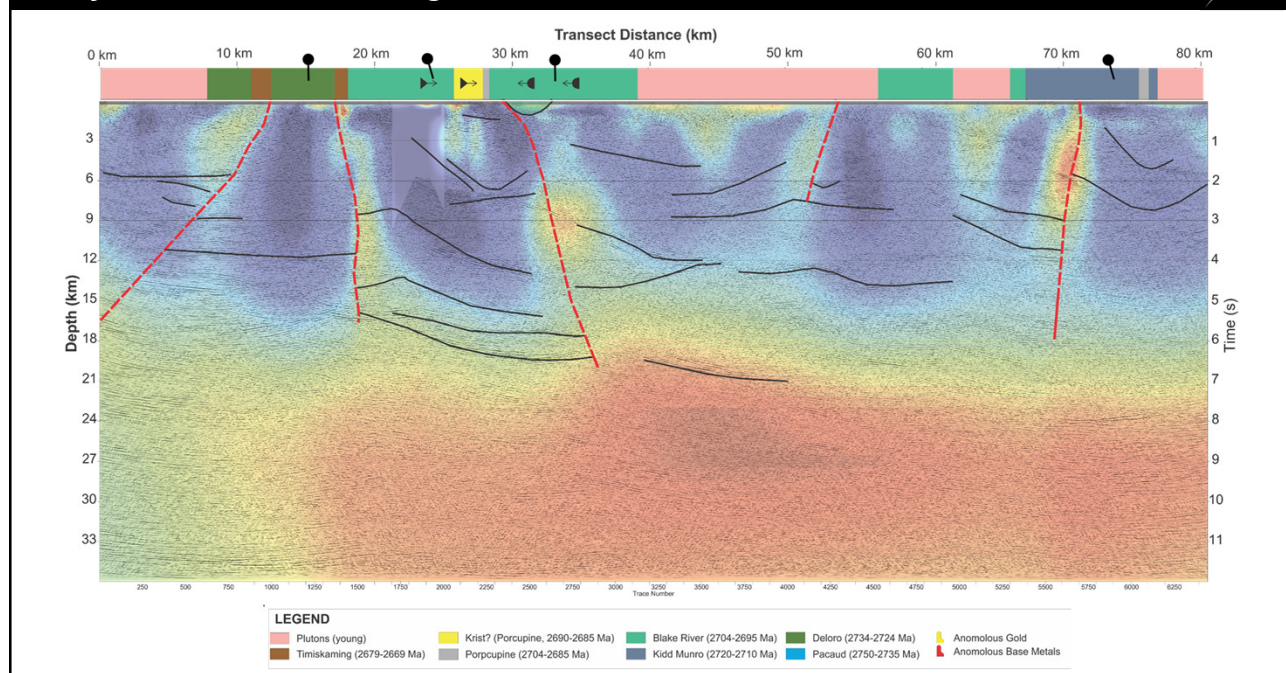 Transect Distance (km)
0 km 10 km 20 km 30 km 40 km 50 km 60 km 70 km 80 km
Depth (km)
3
6
9
12
15
18
21
24
27
30
33
Time (s)
1
2
3
4
5
6
7
8
9
10
11
250 500 750 1000 1250 1500 1750 2000 2250 2500 2750 3000 3250 3500 3750 4000 4250 4500 4750 5000 5250 5500 5750 6000 6250
Trace Number
LEGEND
Plutons (young) Krist? (Porcupine, 2690-2685 Ma) Blake River (2704-2695 Ma) Deloro (2734-2724 Ma) Anomolous Gold
Timiskaming (2679-2669 Ma) Porpcupine (2704-2685 Ma) Kidd Munro (2720-2710 Ma) Pacaud (2750-2735 Ma) Anomolous Base Metals